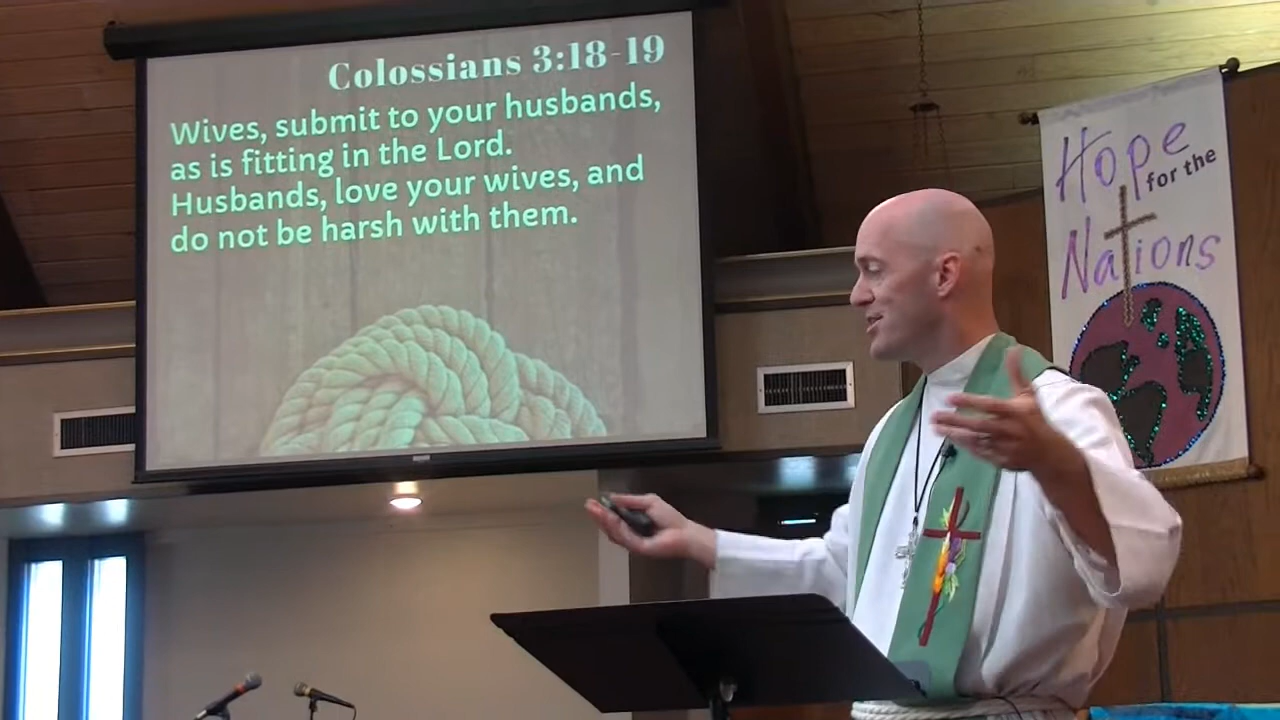 Colossians 3:18-19
Wives, submit to your husbands,
as is fitting in the Lord.
Husbands, love your wives, and
do not be harsh with them.
Hope
for the
Nations